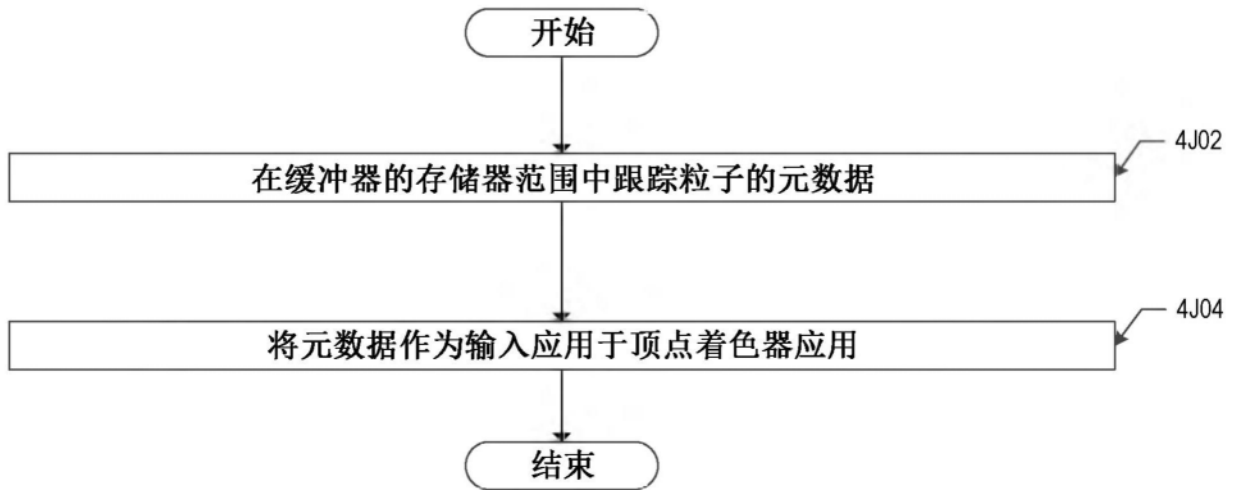 开始
4J02
在缓冲器的存储器范围中跟踪粒子的元数据
4J04
将元数据作为输入应用于顶点着色器应用
结束